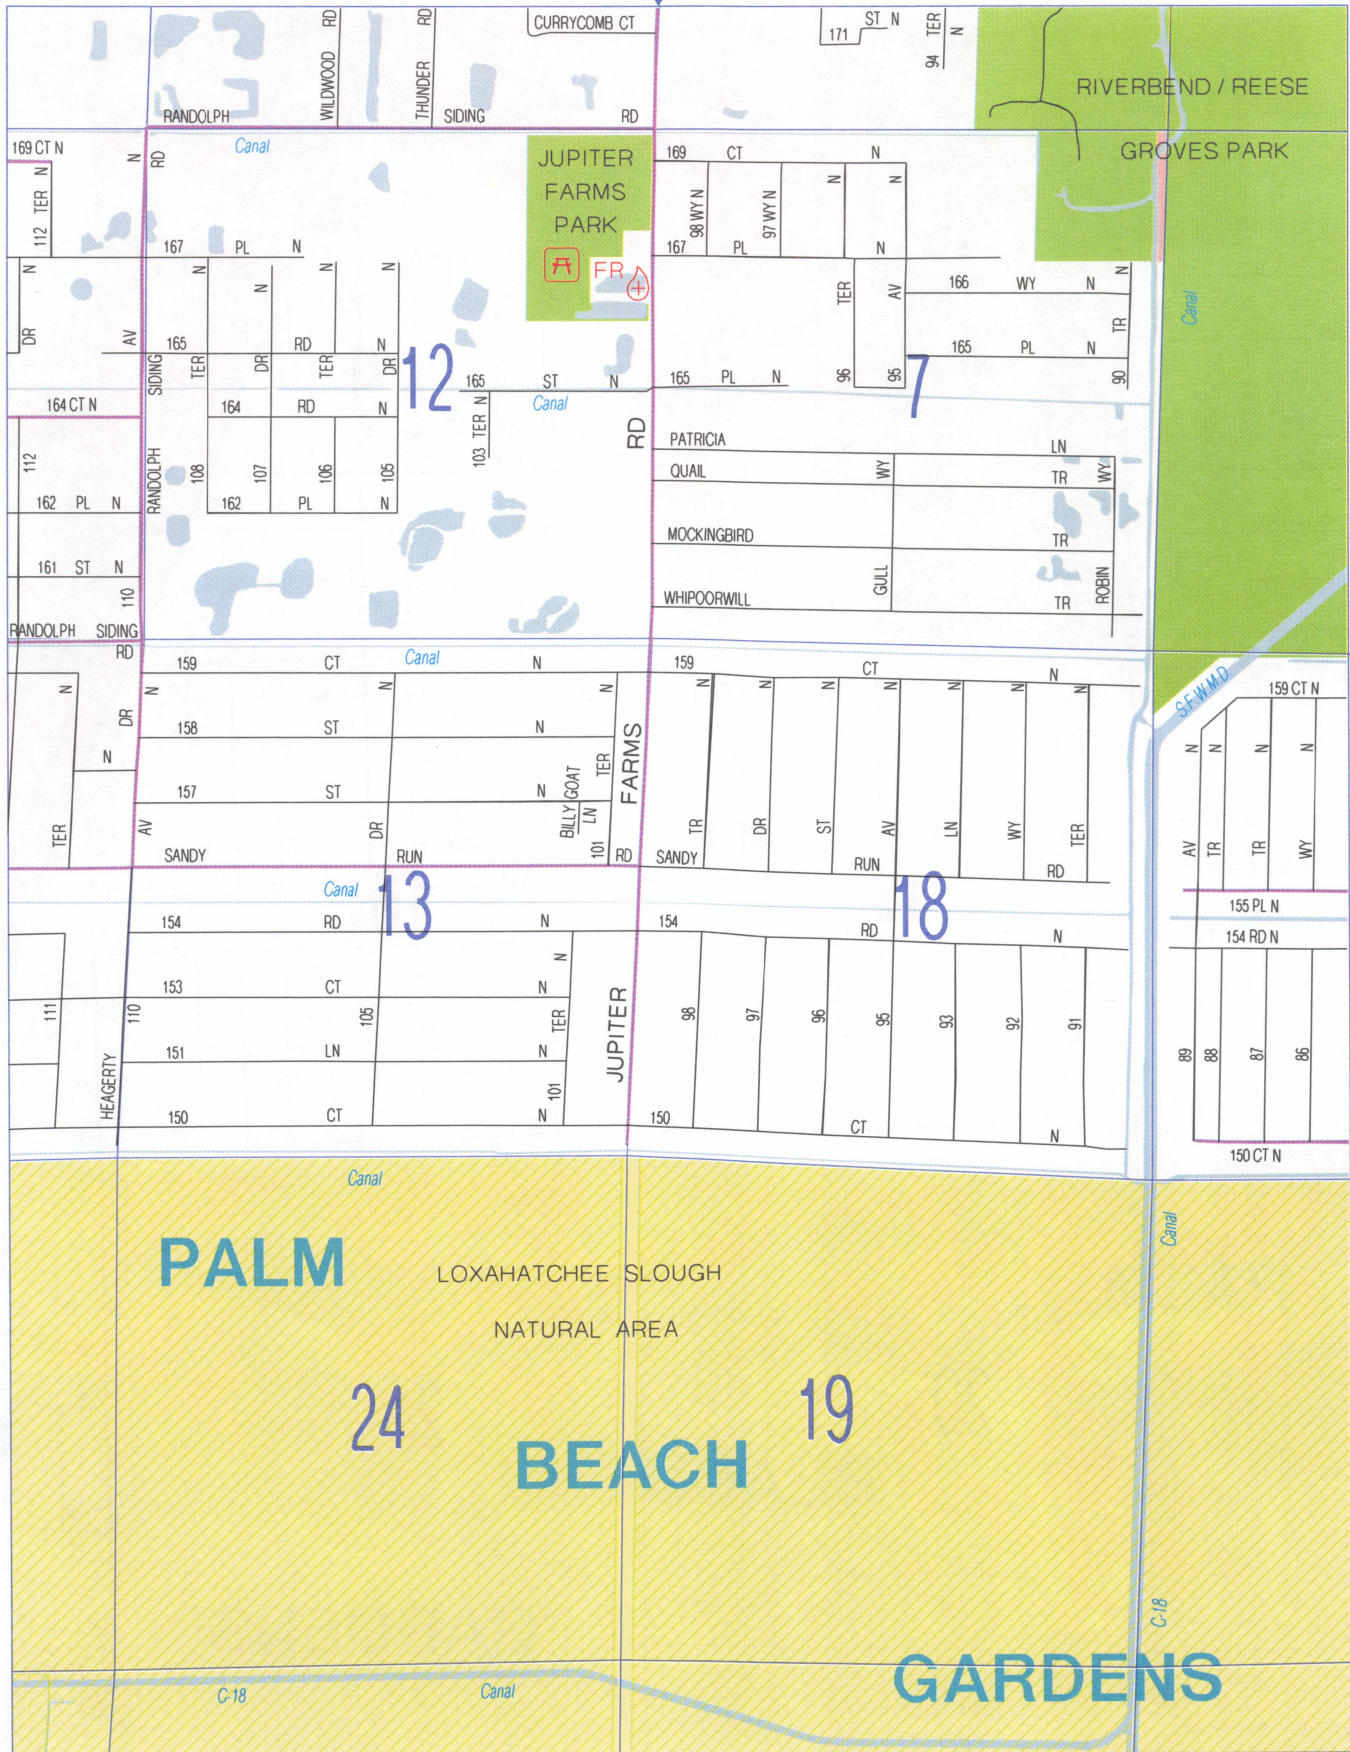 CURRYCOMB CT
171 ST N
94 TER N
WILDWOOD RD
THUNDER RD
RIVERBEND / REESE
GROVES PARK
RANDOLPH SIDING RD
169 CT N
112 TER N
N
RD
Canal
JUPITER
FARMS
PARK
FR
169 CT N
98 WY N
97 WY N
N
N
167 PL N
167 PL N
DR N
AV
N
N
N
N
165 RD N
TER
DR
TER
DR
12
96 TER
95 AV
166 WY N
165 PL N
90 TR N
Canal
7
165 ST N
165 PL N
Canal
103 TER N
164 CT N
164 RD N
RANDOLPH SIDING
112
108
107
106
105
162 PL N
162 PL N
161 ST N
110
RD
PATRICIA LN
QUAIL TR
MOCKINGBIRD TR
WHIPOORWILL TR
GULL WY
ROBIN WY
RANDOLPH SIDING
RD
159 CT N
Canal
159 CT N
S.F.W.M.D.
159 CT N
N
DR
N
N
N
158 ST N
N
157 ST N
BILLY GOAT
LN
TER
FARMS
TER
AV
DR
101
SANDY RUN RD
SANDY RUN RD
N
N
N
N
N
N
N
TR
DR
ST
AV
LN
WY
TER
N
N
N
N
AV
TR
TR
WY
155 PL N
Canal
13
18
154 RD N
154 RD N
154 RD N
153 CT N
151 LN N
150 CT N
150 CT N
150 CT N
111
110
HEAGERTY
105
101 TER N
JUPITER
98
97
96
95
93
92
91
89
88
87
86
Canal
Canal
PALM
LOXAHATCHEE SLOUGH
NATURAL AREA
24
19
BEACH
C-18
GARDENS
C-18
Canal